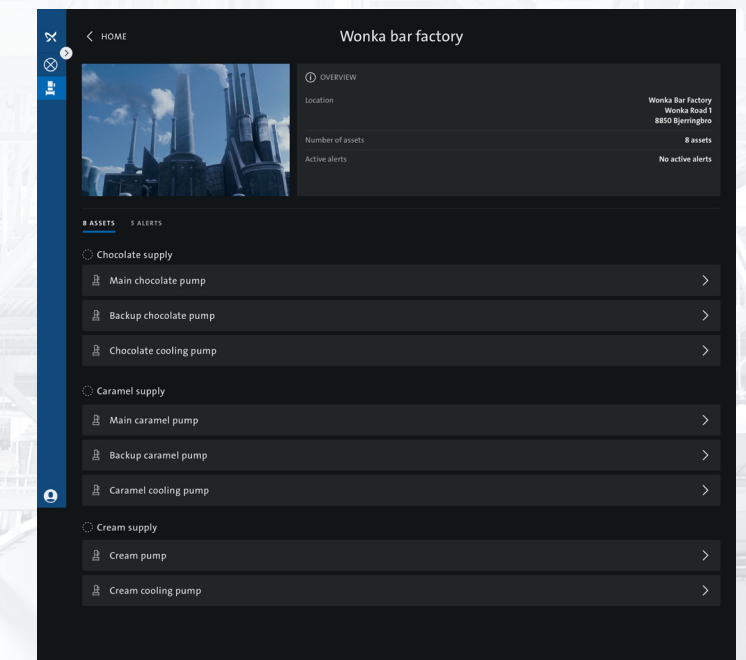 HOME
Wonka bar factory
OVERVIEW
Location
Wonka Bar Factory
Wonka Road 1
8850 Bjerringbro
Number of assets
8 assets
Active alerts
No active alerts
8 ASSETS
5 ALERTS
Chocolate supply
Main chocolate pump
Backup chocolate pump
Chocolate cooling pump
Caramel supply
Main caramel pump
Backup caramel pump
Caramel cooling pump
Cream supply
Cream pump
Cream cooling pump